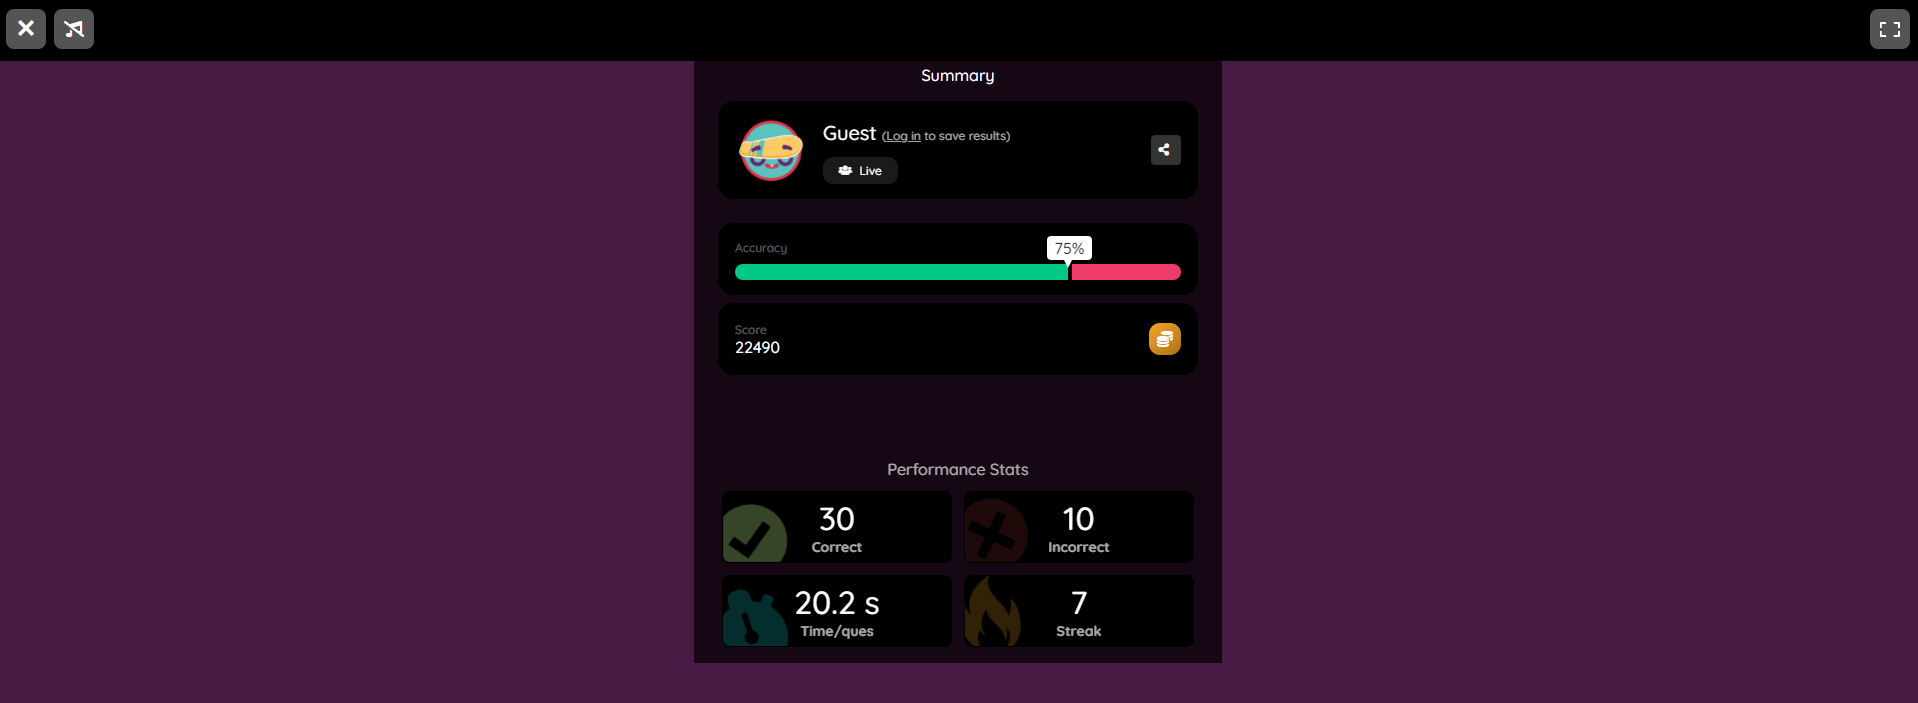 Summary
Guest (Log in to save results)
Live
Accuracy
75%
Score
22490
Performance Stats
30
Correct
10
Incorrect
20.2 s
Time/ques
7
Streak